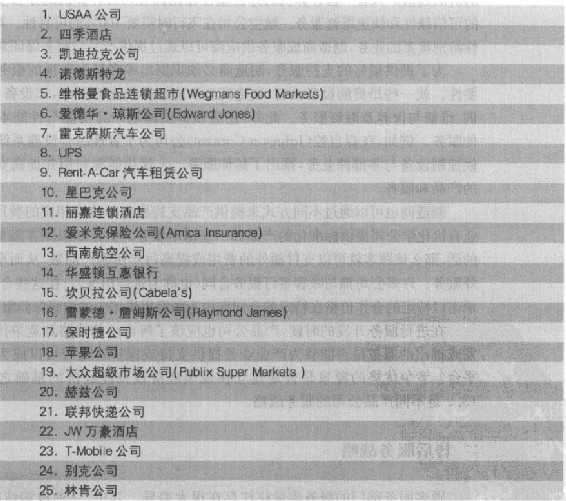 1. USAA 公司
2. 四季酒店
3. 凯迪拉克公司
4. 诺德斯特龙
5. 维格曼食品连锁超市(Wegmans Food Markets)
6. 爱德华・琼斯公司(Edward Jones)
7. 雷克萨斯汽车公司
8. UPS
9. Rent-A-Car 汽车租赁公司
10. 星巴克公司
11. 丽嘉连锁酒店
12. 爱米克保险公司(Amica Insurance)
13. 西南航空公司
14. 华盛顿互惠银行
15. 坎贝拉公司(Cabela's)
16. 雷蒙德・詹姆斯公司(Raymond James)
17. 保时捷公司
18. 苹果公司
19. 大众超级市场公司(Publix Super Markets )
20. 赫兹公司
21. 联邦快递公司
22. JW 万豪酒店
23. T-Mobile 公司
24. 别克公司
25. 林肯公司